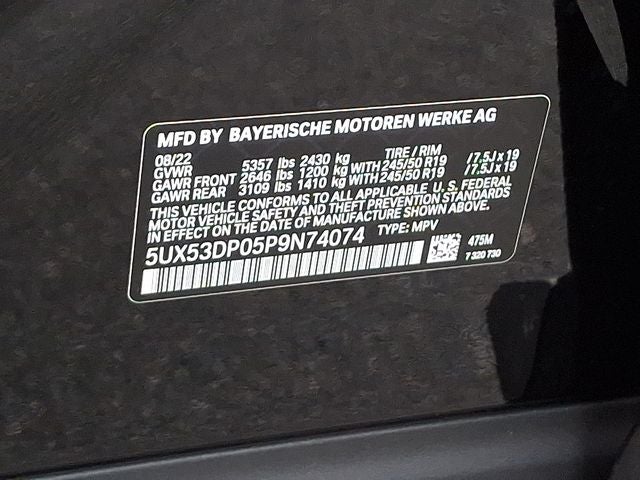 MFD BY BAYERISCHE MOTOREN WERKE AG
08/22 TIRE / RIM
GVWR 5357 lbs 2430 kg
GAWR FRONT 2646 lbs 1200 kg WITH 245/50 R19 / 7.5J x 19
GAWR REAR 3109 lbs 1410 kg WITH 245/50 R19 / 7.5J x 19
THIS VEHICLE CONFORMS TO ALL APPLICABLE U.S. FEDERAL
MOTOR VEHICLE SAFETY AND THEFT PREVENTION STANDARDS
IN EFFECT ON THE DATE OF MANUFACTURE SHOWN ABOVE.
5UX53DP05P9N74074 TYPE: MPV
475M
7 320 730